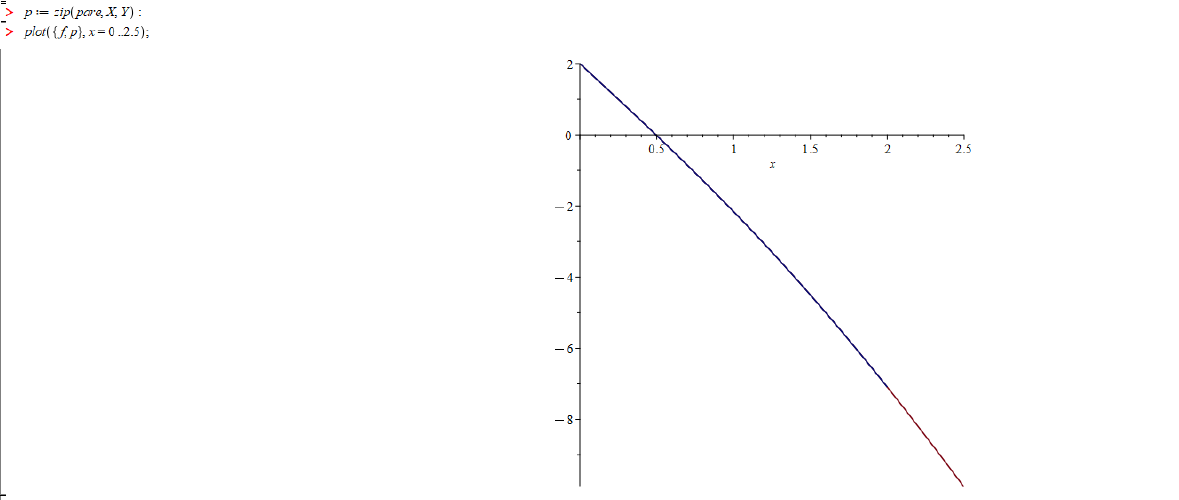 > p := zip(pare, X, Y) :
> plot({f, p}, x = 0 ..2.5);
2
0
0.5 1 1.5 2 2.5
x
−2
−4
−6
−8